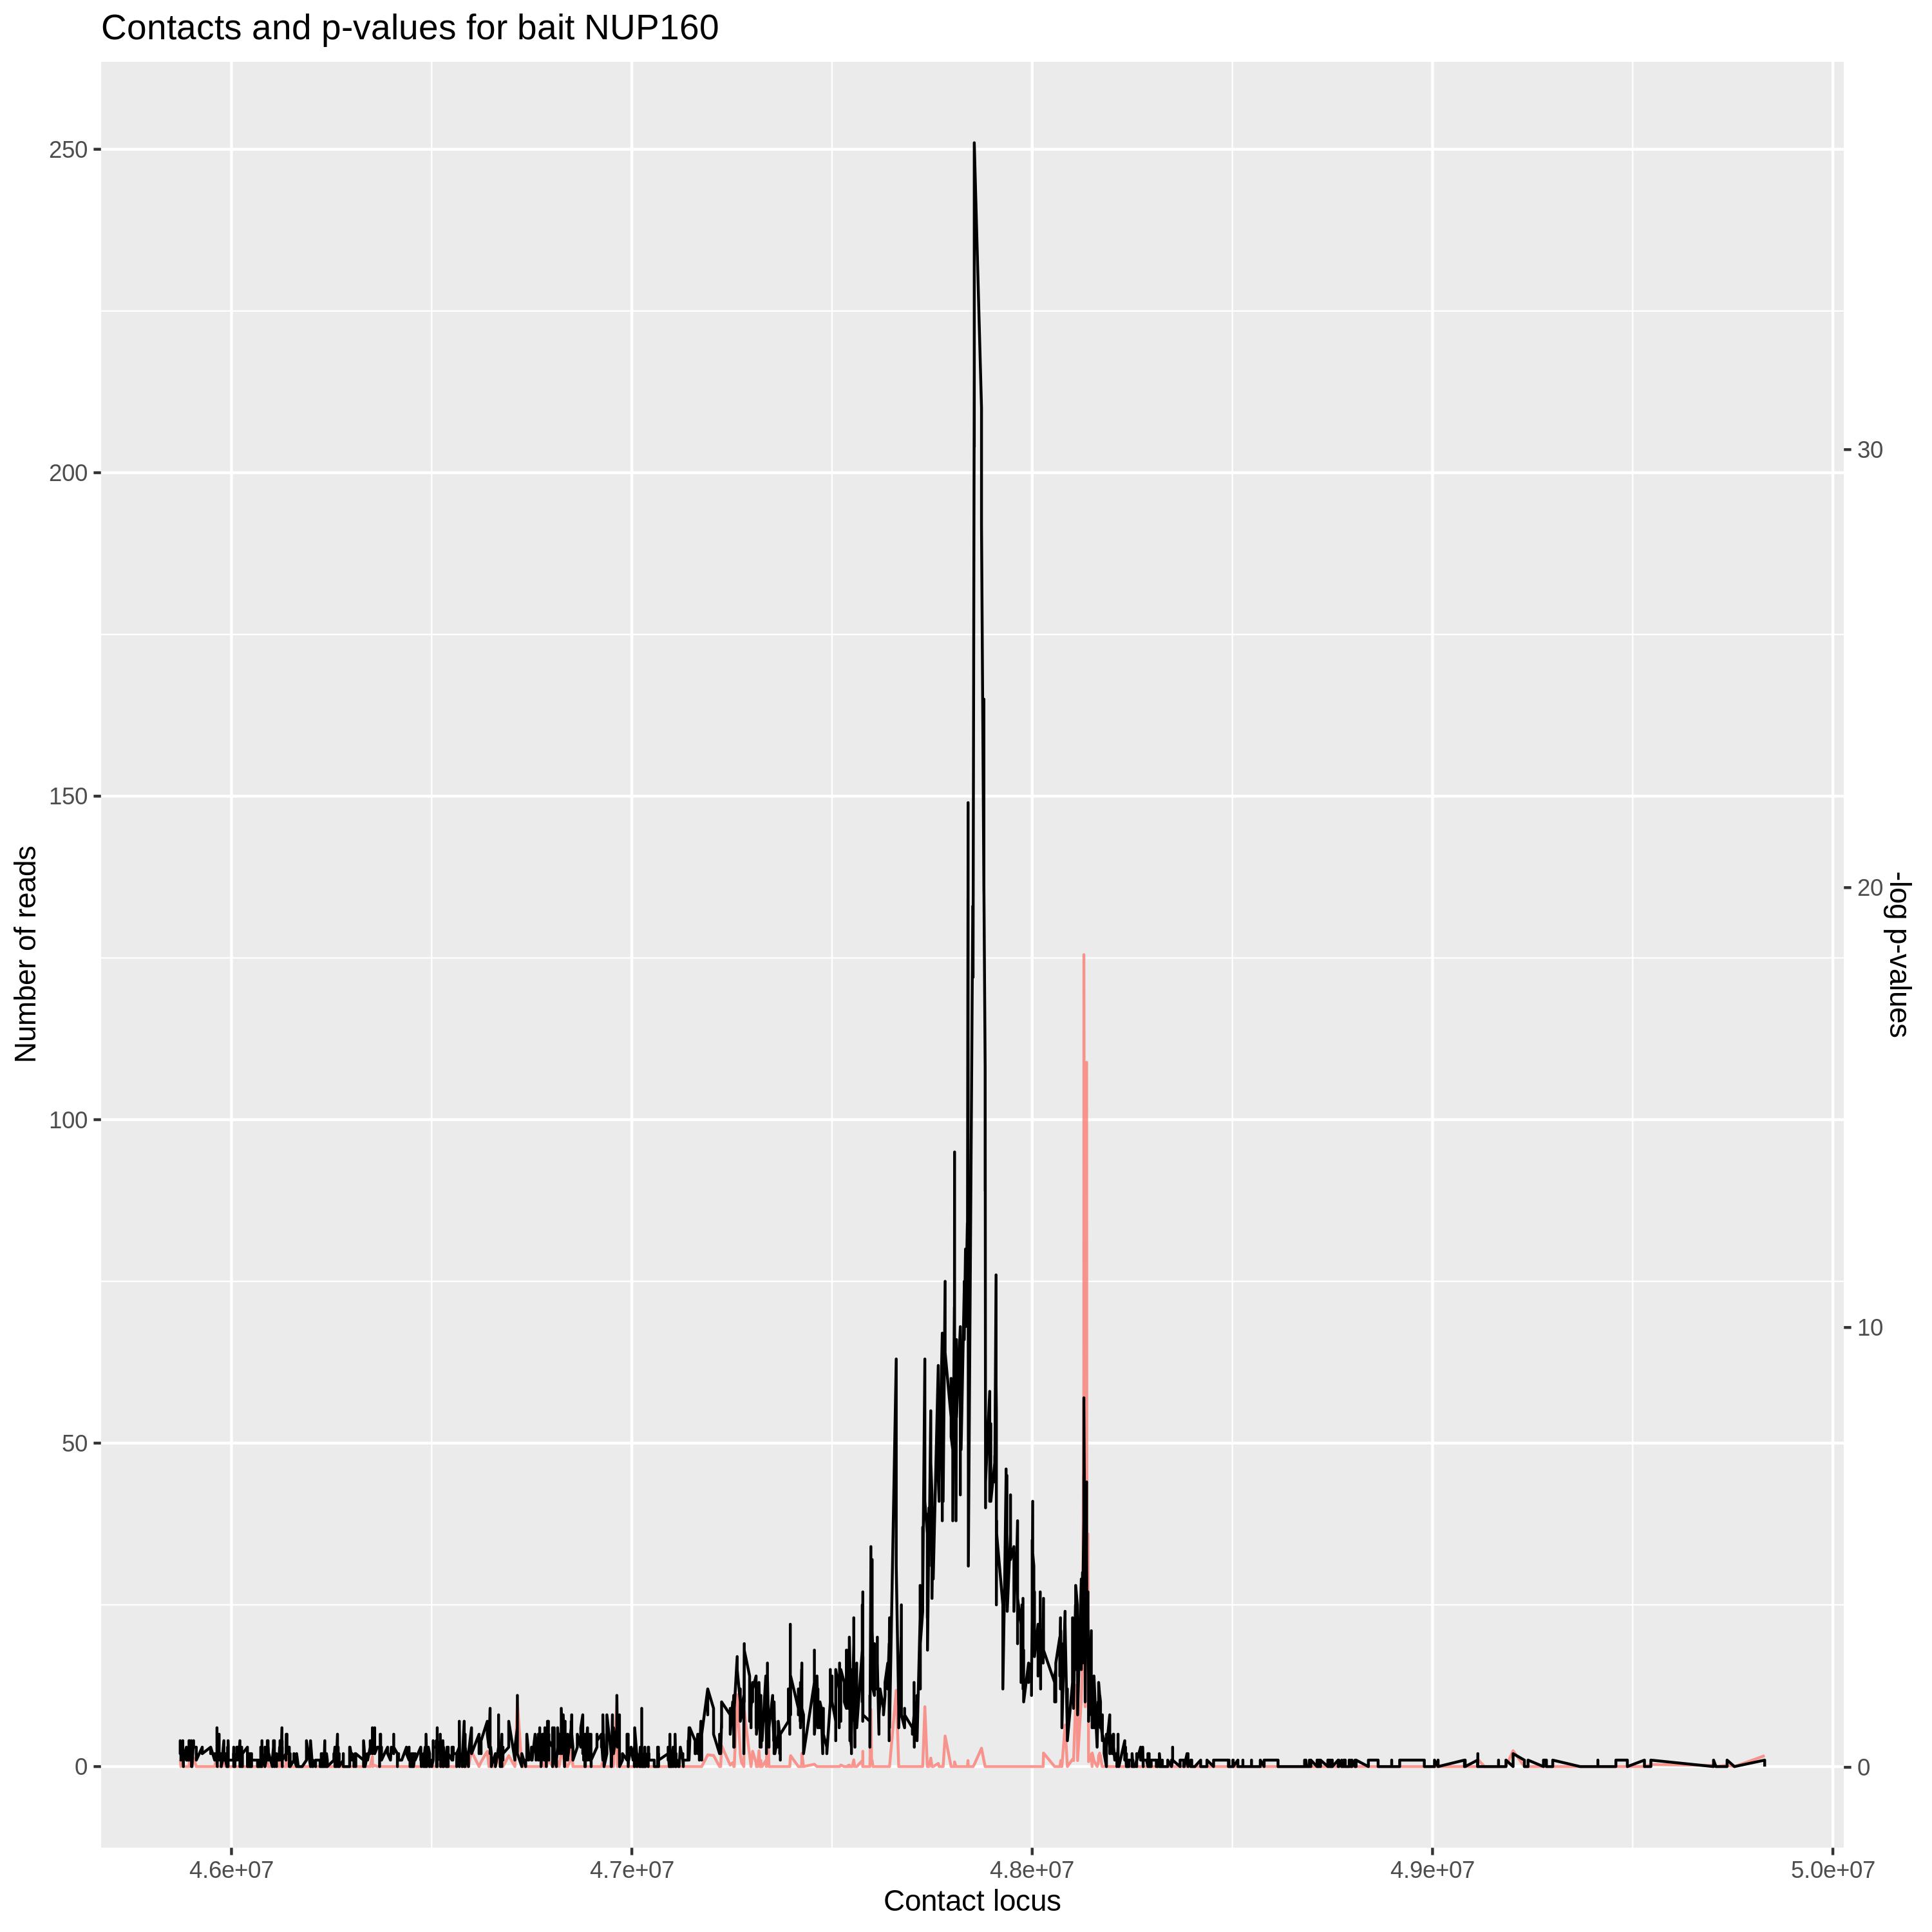 Contacts and p-values for bait NUP160
250
200
150
100
50
0
Number of reads
30
20
10
0
-log p-values
4.6e+07
4.7e+07
4.8e+07
4.9e+07
5.0e+07
Contact locus